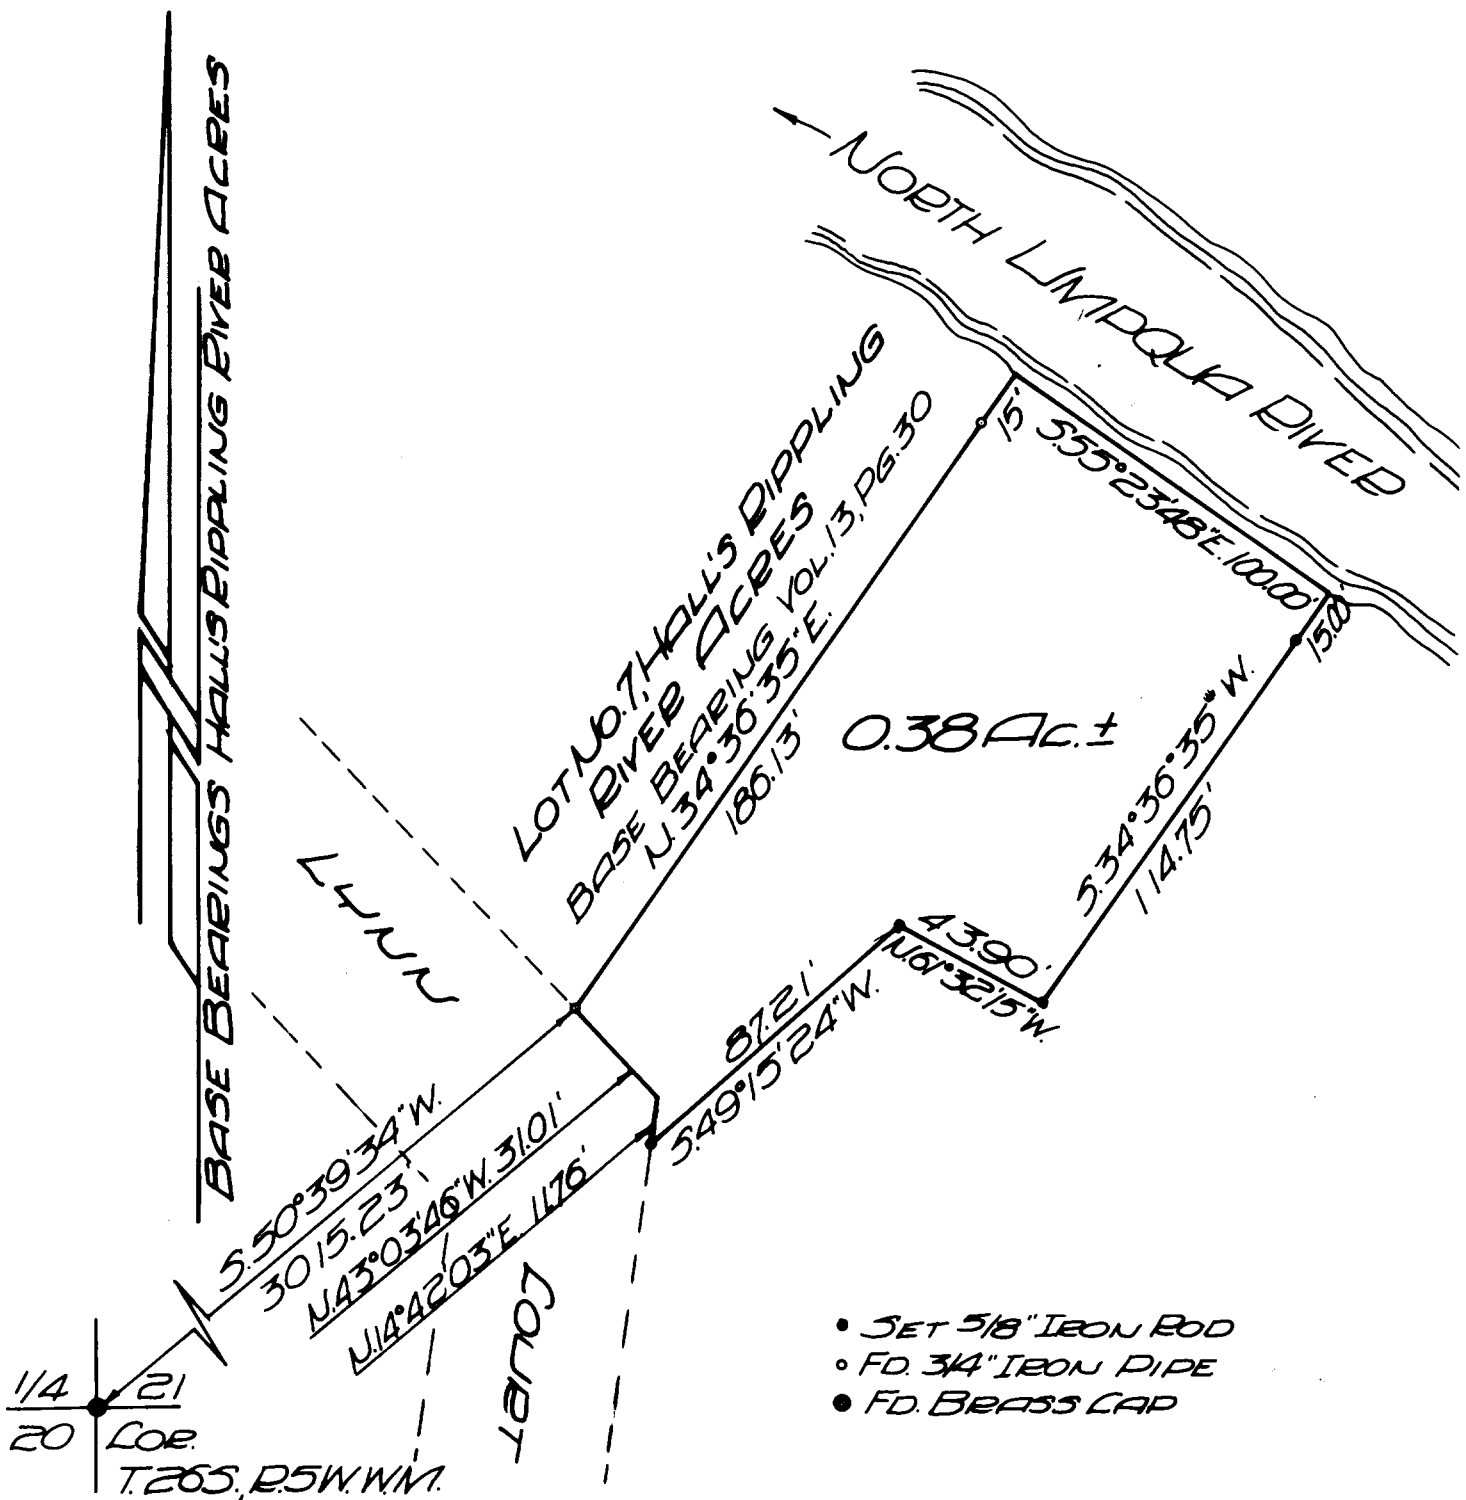 BASE BEARINGS HALL'S RIPPLING RIVER ACRES
NORTH UMPQUA RIVER
LOT NO. 7, HALL'S RIPPLING
RIVER ACRES
BASE BEARING VOL. 13, PG. 30
N. 34° 36' 35" E.
186.13'
15'
S. 55° 23' 48" E. 100.00'
15.00'
0.38 AC. ±
S. 34° 36° 35" W.
114.75'
43.90'
N. 61° 32' 15" W.
87.21'
S. 49° 15' 24" W.
LYNN
S. 50° 39' 34" W.
3015.23'
N. 43° 03' 46" W. 31.01'
N. 14° 42' 03" E. 11.76'
COURT
1/4 21
20 COR.
T. 26 S., R. 5 W. W.M.
SET 5/8" IRON ROD
FD. 3/4" IRON PIPE
FD. BRASS CAP